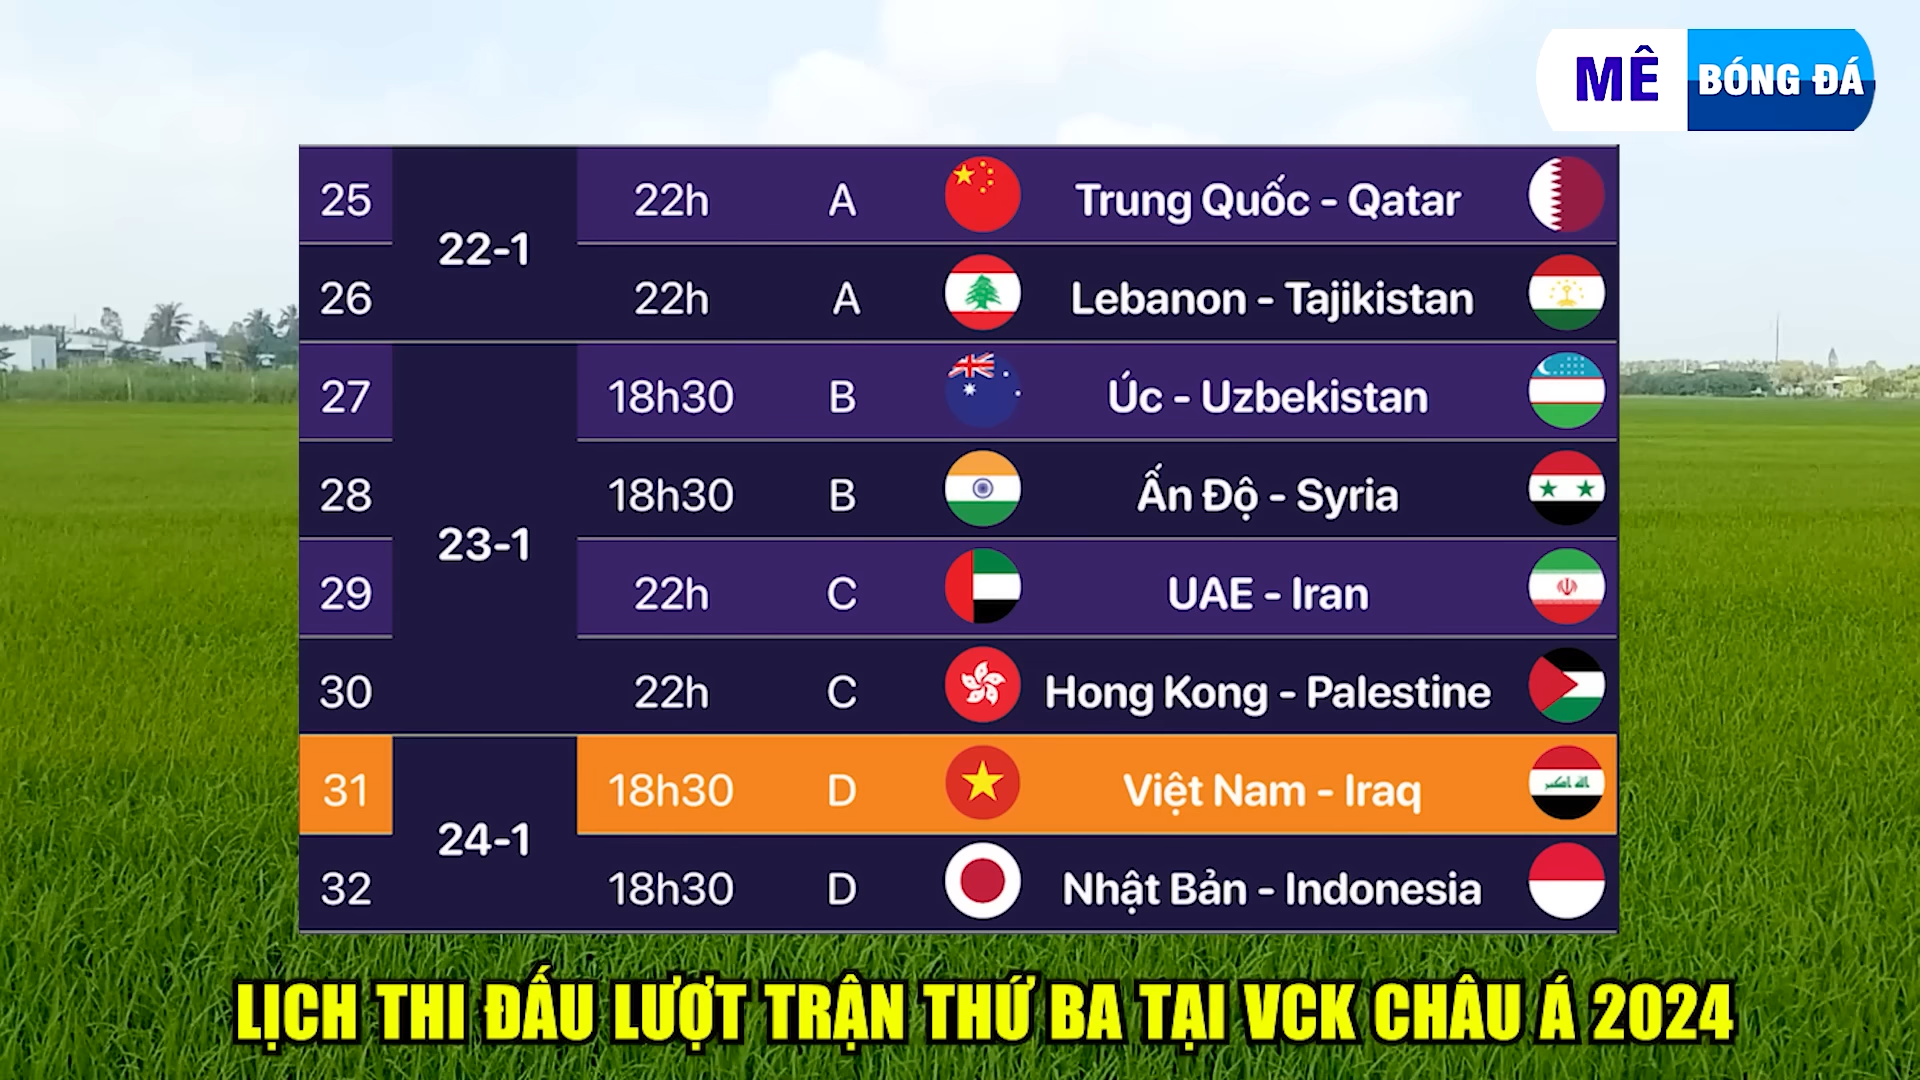 MÊ BÓNG ĐÁ
25 22h A Trung Quốc - Qatar
22-1
26 22h A Lebanon - Tajikistan
27 18h30 B Úc - Uzbekistan
28 18h30 B Ấn Độ - Syria
23-1
29 22h C UAE - Iran
30 22h C Hong Kong - Palestine
31 18h30 D Việt Nam - Iraq
24-1
32 18h30 D Nhật Bản - Indonesia
LỊCH THI ĐẤU LƯỢT TRẬN THỨ BA TẠI VCK CHÂU Á 2024